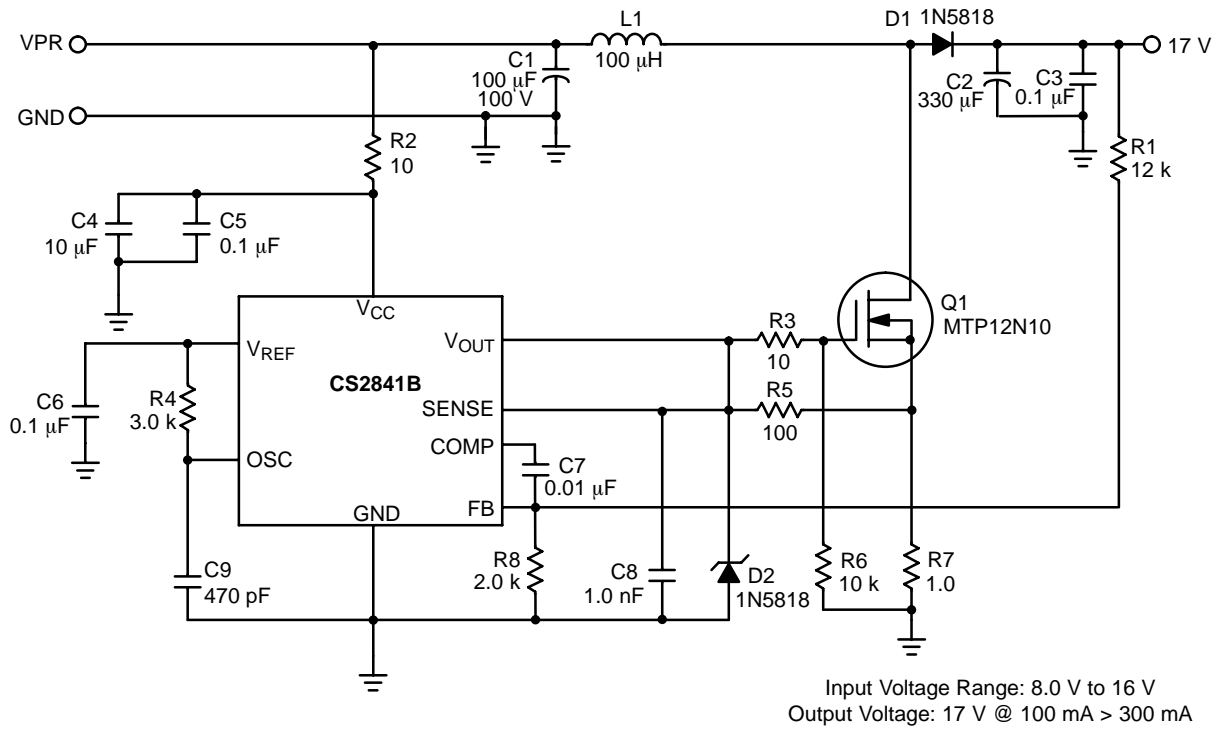 VPR
L1
100 μH
D1 1N5818
17 V
C1
100 μF
100 V
C2
330 μF
C3
0.1 μF
GND
R2
10
R1
12 k
C4
10 μF
C5
0.1 μF
VCC
Q1
MTP12N10
VREF
VOUT
R3
10
CS2841B
C6
0.1 μF
R4
3.0 k
SENSE
R5
100
COMP
OSC
C7
0.01 μF
GND
FB
C9
470 pF
R8
2.0 k
C8
1.0 nF
D2
1N5818
R6
10 k
R7
1.0
Input Voltage Range: 8.0 V to 16 V
Output Voltage: 17 V @ 100 mA > 300 mA